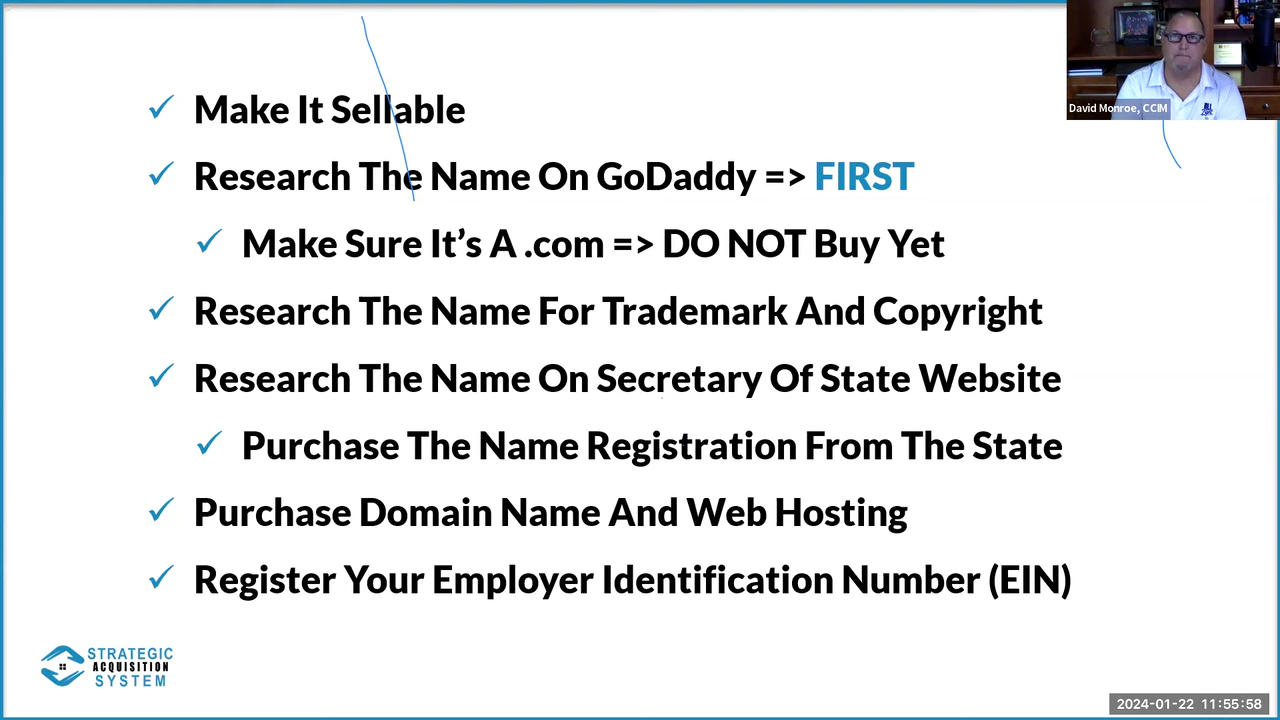 Make It Sellable
Research The Name On GoDaddy => FIRST
Make Sure It’s A .com => DO NOT Buy Yet
Research The Name For Trademark And Copyright
Research The Name On Secretary Of State Website
Purchase The Name Registration From The State
Purchase Domain Name And Web Hosting
Register Your Employer Identification Number (EIN)
David Monroe, CCIM
STRATEGIC
ACQUISITION
SYSTEM
2024-01-22 11:55:58